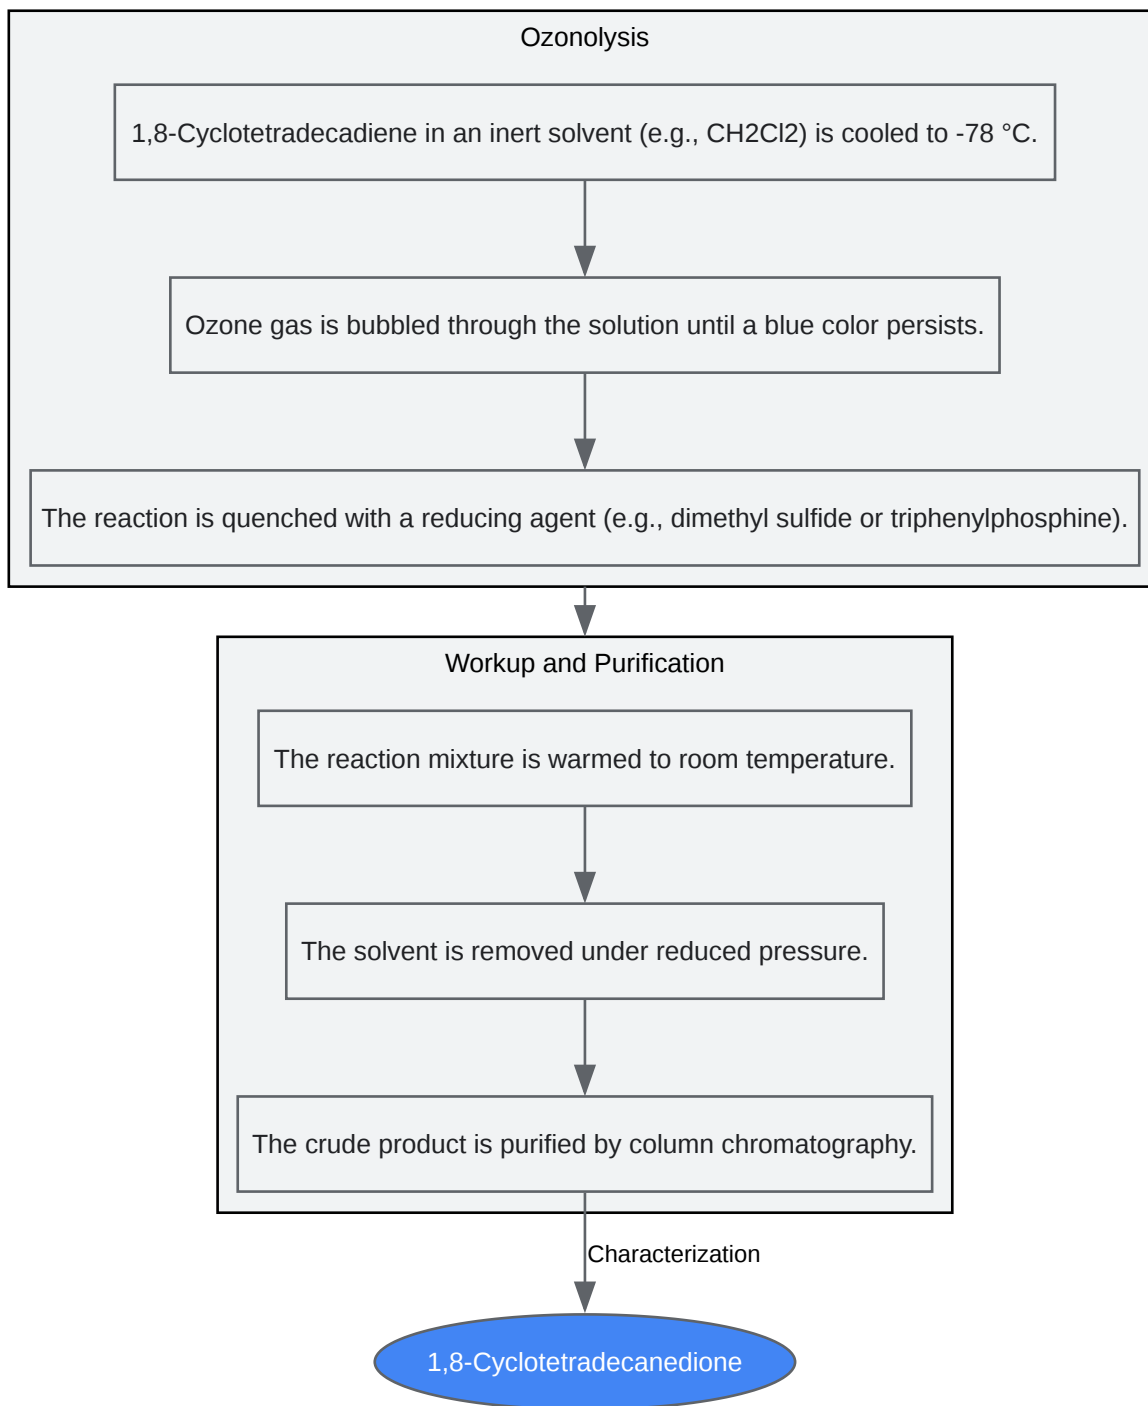 Ozonolysis
1,8-Cyclotetradecadiene in an inert solvent (e.g., CH2Cl2) is cooled to -78 °C.
Ozone gas is bubbled through the solution until a blue color persists.
The reaction is quenched with a reducing agent (e.g., dimethyl sulfide or triphenylphosphine).
Workup and Purification
The reaction mixture is warmed to room temperature.
The solvent is removed under reduced pressure.
The crude product is purified by column chromatography.
Characterization
1,8-Cyclotetradecanedione